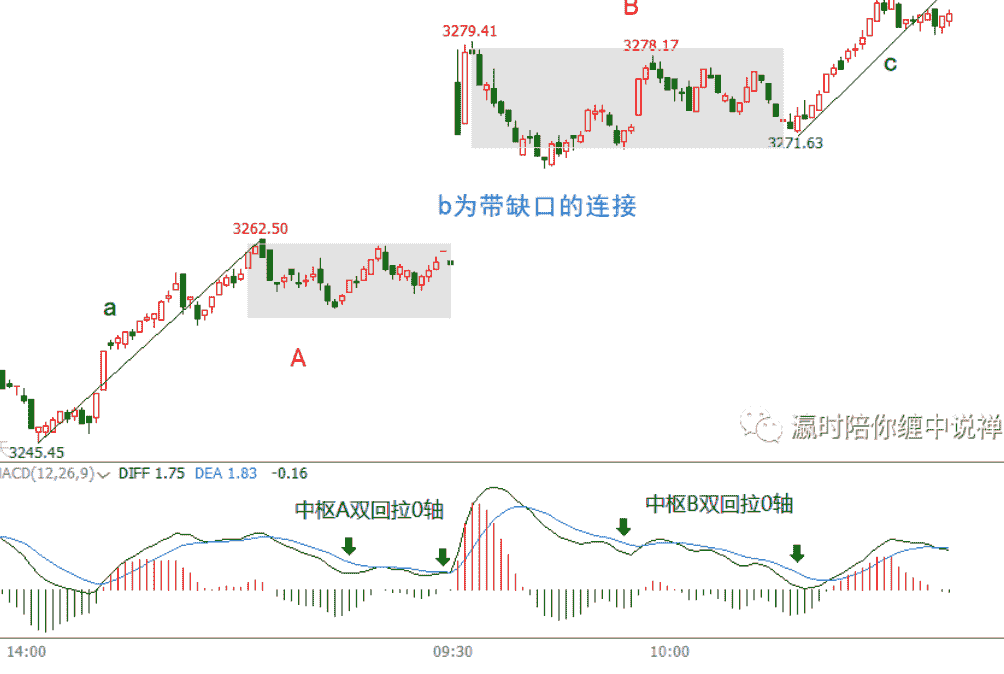 B
3279.41
3278.17
c
3271.63
b为带缺口的连接
3262.50
a
A
瀛时陪你缠中说禅
3245.45
MACD(12,26,9) DIFF 1.75 DEA 1.83 -0.16
中枢A双回拉0轴
中枢B双回拉0轴
14:00 09:30 10:00